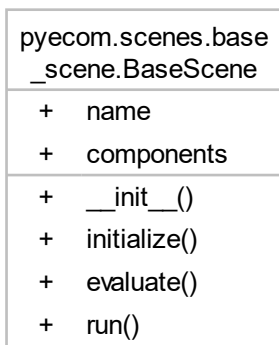 pyecom.scenes.base
_scene.BaseScene
+ name
+ components
+ __init__()
+ initialize()
+ evaluate()
+ run()